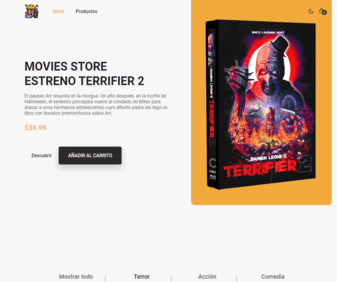 Inicio Productos
MOVIES STORE
ESTRENO TERRIFIER 2
El payaso Art resucita en la morgue. Un año después, en la noche de
Halloween, el siniestro psicópata vuelve al condado de Miles para
atacar a unos hermanos adolescentes cuyo difunto padre les legó un
libro con bocetos premonitorios sobre Art.
$39.99
Descubrir AÑADIR AL CARRITO
DAMIEN LEONE'S
TERRIFIER
2
Mostrar todo Terror Acción Comedia